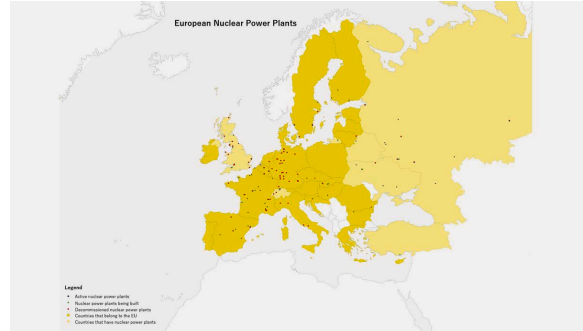 European Nuclear Power Plants
Legend
Active nuclear power plants
Nuclear power plants being built
Decommissioned nuclear power plants
Countries that belong to the EU
Countries that have nuclear power plants